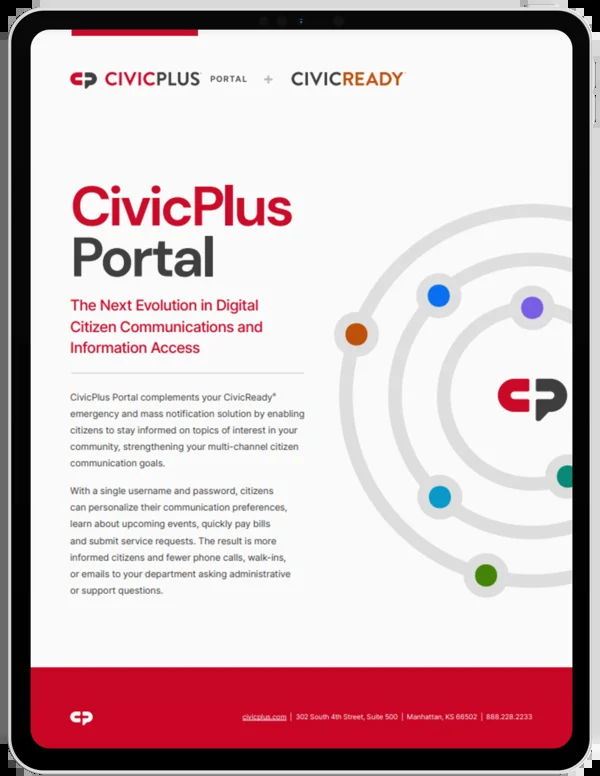 CIVICPLUS PORTAL + CIVICREADY
CivicPlus
Portal
The Next Evolution in Digital
Citizen Communications and
Information Access
CivicPlus Portal complements your CivicReady®
emergency and mass notification solution by enabling
citizens to stay informed on topics of interest in your
community, strengthening your multi-channel citizen
communication goals.
With a single username and password, citizens
can personalize their communication preferences,
learn about upcoming events, quickly pay bills
and submit service requests. The result is more
informed citizens and fewer phone calls, walk-ins,
or emails to your department asking administrative
or support questions.
civicplus.com | 302 South 4th Street, Suite 500 | Manhattan, KS 66502 | 888.228.2233